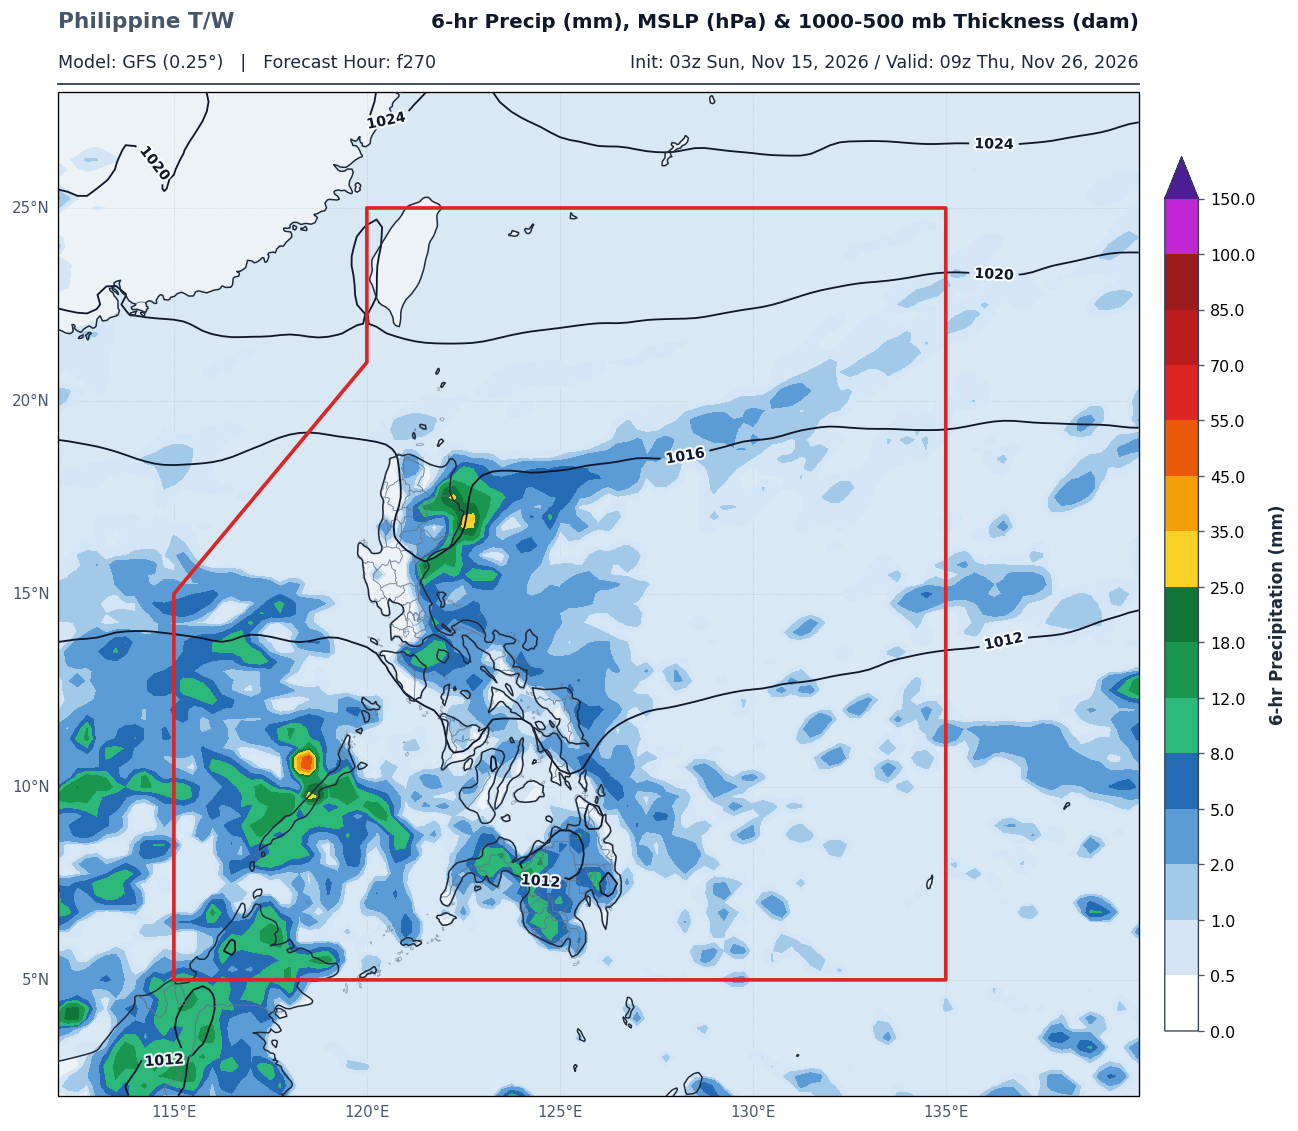 Philippine T/W
6-hr Precip (mm), MSLP (hPa) & 1000-500 mb Thickness (dam)
Model: GFS (0.25°) | Forecast Hour: f270
Init: 03z Sun, Nov 15, 2026 / Valid: 09z Thu, Nov 26, 2026
1024
1020
1024
1020
1016
1012
1012
1012
25°N
20°N
15°N
10°N
5°N
115°E
120°E
125°E
130°E
135°E
150.0
100.0
85.0
70.0
55.0
45.0
35.0
25.0
18.0
12.0
8.0
5.0
2.0
1.0
0.5
0.0
6-hr Precipitation (mm)